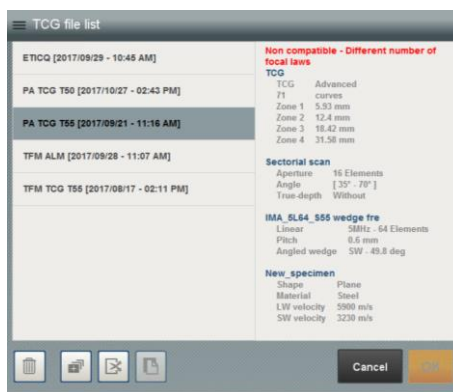 TCG file list
ETICQ [2017/09/29 - 10:45 AM]
PA TCG T50 [2017/10/27 - 02:43 PM]
PA TCG T55 [2017/09/21 - 11:16 AM]
TFM ALM [2017/09/28 - 11:07 AM]
TFM TCG T55 [2017/08/17 - 02:11 PM]
Non compatible - Different number of
focal laws
TCG
TCG Advanced
71 curves
Zone 1 5.93 mm
Zone 2 12.4 mm
Zone 3 18.42 mm
Zone 4 31.58 mm
Sectorial scan
Aperture 16 Elements
Angle [ 35° - 70° ]
True-depth Without
IMA_5L64_S55 wedge fre
Linear 5MHz - 64 Elements
Pitch 0.6 mm
Angled wedge SW - 49.8 deg
New_specimen
Shape Plane
Material Steel
LW velocity 5900 m/s
SW velocity 3230 m/s
Cancel
OK